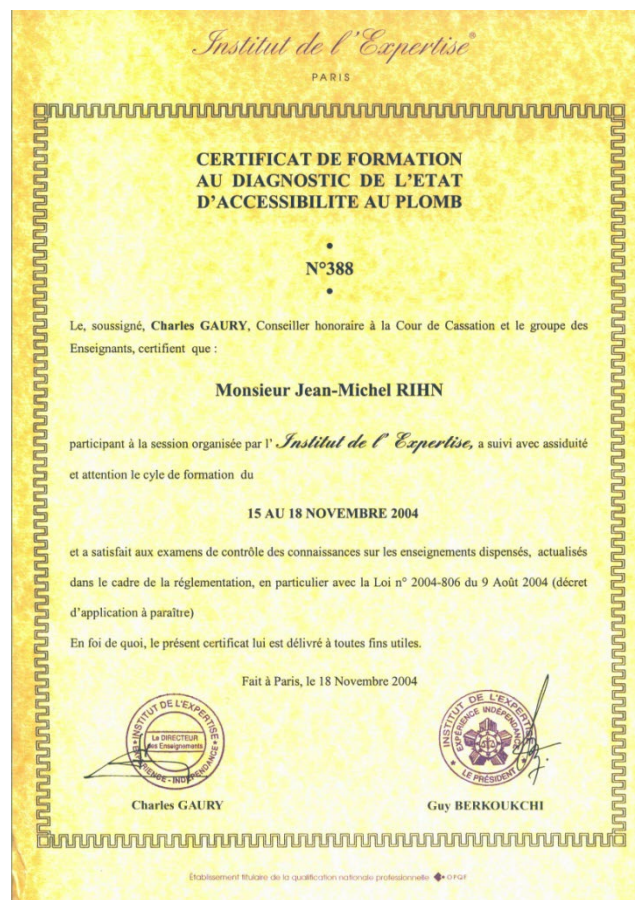 Institut de l'Expertise®
PARIS
CERTIFICAT DE FORMATION
AU DIAGNOSTIC DE L'ETAT
D'ACCESSIBILITE AU PLOMB
•
N°388
•
Le, soussigné, Charles GAURY, Conseiller honoraire à la Cour de Cassation et le groupe des
Enseignants, certifient que :
Monsieur Jean-Michel RIHN
participant à la session organisée par l' Institut de l' Expertise, a suivi avec assiduité
et attention le cyle de formation du
15 AU 18 NOVEMBRE 2004
et a satisfait aux examens de contrôle des connaissances sur les enseignements dispensés, actualisés
dans le cadre de la réglementation, en particulier avec la Loi n° 2004-806 du 9 Août 2004 (décret
d'application à paraître)
En foi de quoi, le présent certificat lui est délivré à toutes fins utiles.
Fait à Paris, le 18 Novembre 2004
INSTITUT DE L'EXPERTISE
Le DIRECTEUR
des Enseignements
EXPERIENCE - INDÉPENDANCE
INSTITUT DE L'EXPERTISE
EXPÉRIENCE INDÉPENDANCE
LE PRÉSIDENT
Charles GAURY
Guy BERKOUKCHI
Établissement titulaire de la qualification nationale professionnelle OPQF